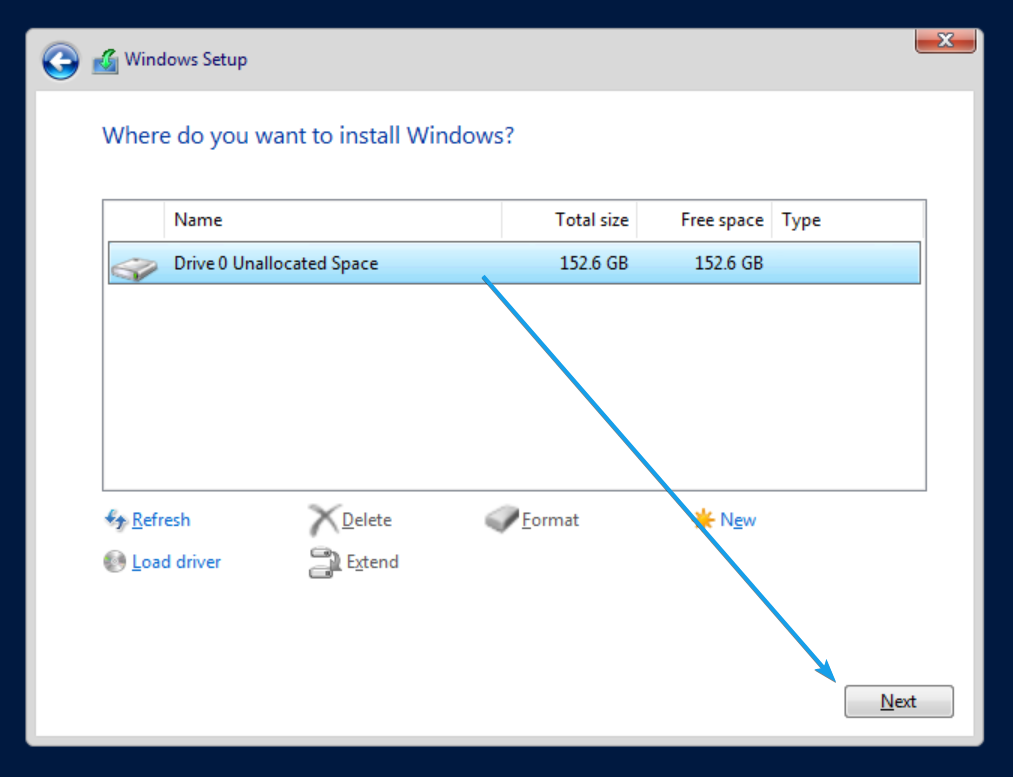 Windows Setup
Where do you want to install Windows?
Name Total size Free space Type
Drive 0 Unallocated Space 152.6 GB 152.6 GB
Refresh Delete Format New
Load driver Extend
Next